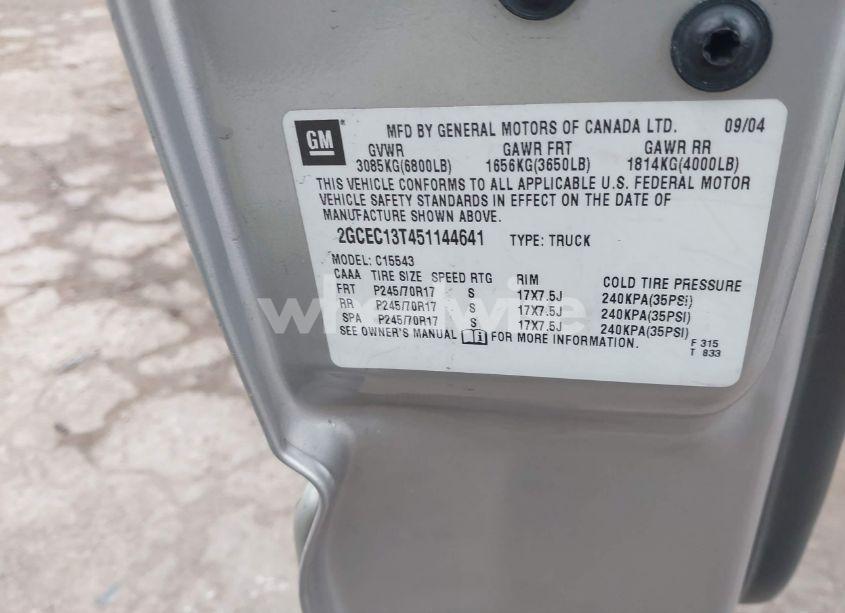 GM
MFD BY GENERAL MOTORS OF CANADA LTD. 09/04
GVWR GAWR FRT GAWR RR
3085KG(6800LB) 1656KG(3650LB) 1814KG(4000LB)
THIS VEHICLE CONFORMS TO ALL APPLICABLE U.S. FEDERAL MOTOR
VEHICLE SAFETY STANDARDS IN EFFECT ON THE DATE OF
MANUFACTURE SHOWN ABOVE.
2GCEC13T451144641 TYPE: TRUCK
MODEL: C15543
CAAA TIRE SIZE SPEED RTG RIM COLD TIRE PRESSURE
FRT P245/70R17 S 17X7.5J 240KPA(35PSI)
RR P245/70R17 S 17X7.5J 240KPA(35PSI)
SPA P245/70R17 S 17X7.5J 240KPA(35PSI)
SEE OWNER'S MANUAL FOR MORE INFORMATION.
F 315
T 833